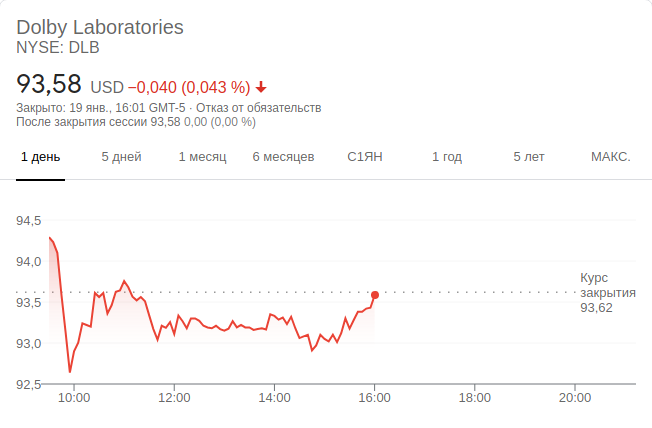 Dolby Laboratories
NYSE: DLB
93,58 USD −0,040 (0,043 %)
Закрыто: 19 янв., 16:01 GMT-5 · Отказ от обязательств
После закрытия сессии 93,58 0,00 (0,00 %)
1 день 5 дней 1 месяц 6 месяцев С1ЯН 1 год 5 лет МАКС.
94,5
94,0
93,5
93,0
92,5
Курс
закрытия
93,62
10:00 12:00 14:00 16:00 18:00 20:00